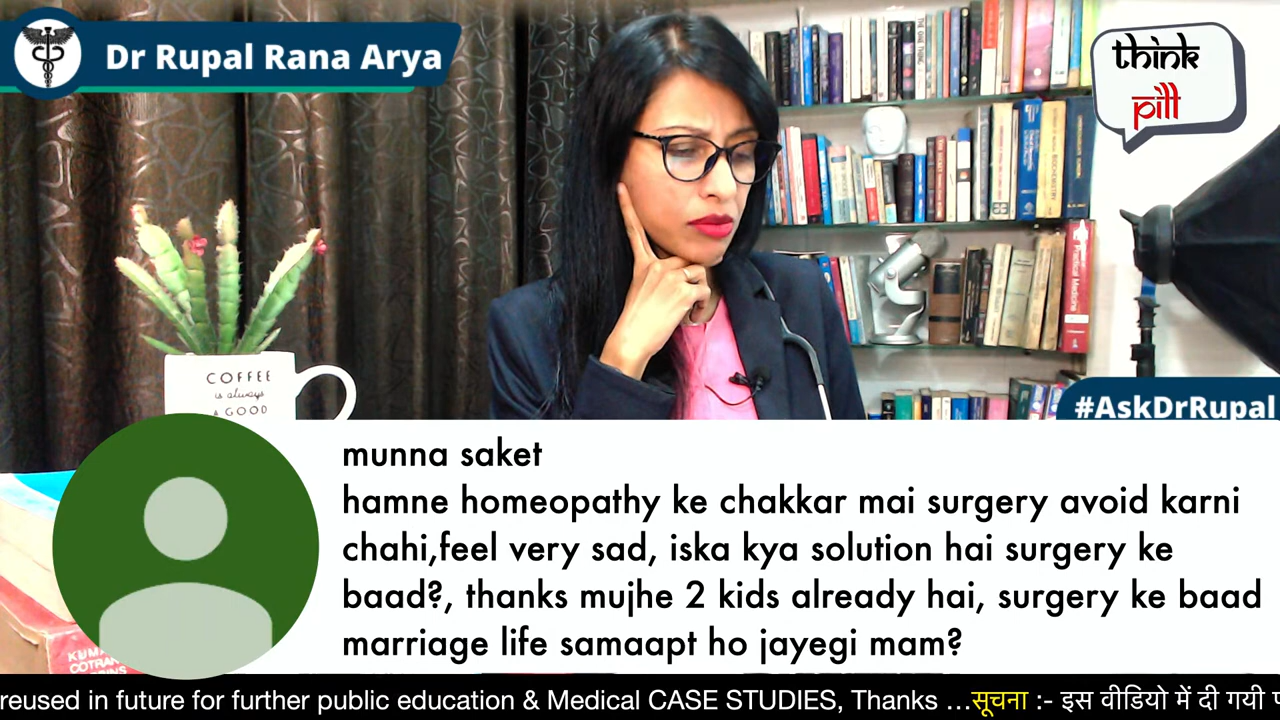 Dr Rupal Rana Arya
think
pill
COFFEE
is always
A GOOD
Practical Medicine
#AskDrRupal
munna saket
hamne homeopathy ke chakkar mai surgery avoid karni
chahi,feel very sad, iska kya solution hai surgery ke
baad?, thanks mujhe 2 kids already hai, surgery ke baad
marriage life samaapt ho jayegi mam?
reused in future for further public education & Medical CASE STUDIES, Thanks ...सूचना :- इस वीडियो में दी गयी